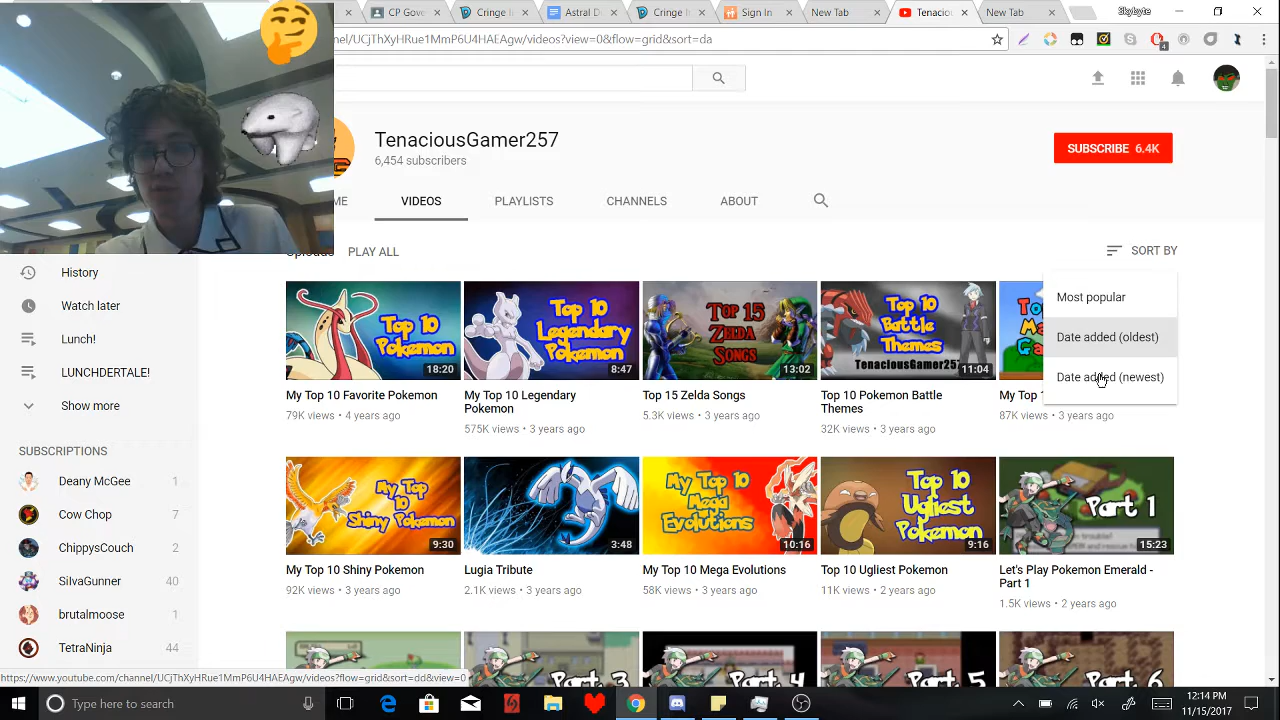 CP Gove
Cringe I
Astral D
Cringe I
Sign In
New Tab
Tenacio
New Tab
Skybyte
nel/UCjThXyHRue1MmP6U4HAEAgw/videos?view=0&flow=grid&sort=da
4
TenaciousGamer257
6,454 subscribers
SUBSCRIBE 6.4K
ME
VIDEOS
PLAYLISTS
CHANNELS
ABOUT
Uploads
PLAY ALL
SORT BY
Most popular
Date added (oldest)
Date added (newest)
History
Watch later
Lunch!
LUNCHDERTALE!
Show more
SUBSCRIPTIONS
Deany McGee 1
Cow Chop 7
ChippysCouch 2
SilvaGunner 40
brutalmoose 1
TetraNinja 44
Top 10 Pokemon
18:20
My Top 10 Favorite Pokemon
79K views • 4 years ago
Top 10 Legendary Pokemon
8:47
My Top 10 Legendary
Pokemon
575K views • 3 years ago
Top 15 Zelda Songs
13:02
Top 15 Zelda Songs
5.3K views • 3 years ago
Top 10 Battle Themes
TenaciousGamer257
11:04
Top 10 Pokemon Battle
Themes
32K views • 3 years ago
My Top 1
87K views • 3 years ago
My Top 10 Shiny Pokemon
9:30
My Top 10 Shiny Pokemon
92K views • 3 years ago
3:48
Lugia Tribute
2.1K views • 3 years ago
My Top 10 Mega Evolutions
10:16
My Top 10 Mega Evolutions
58K views • 3 years ago
Top 10 Ugliest Pokemon
9:16
Top 10 Ugliest Pokemon
11K views • 2 years ago
Part 1
15:23
Let's Play Pokemon Emerald -
Part 1
1.5K views • 2 years ago
Part 3
Part 4
Part 5
Part 6
https://www.youtube.com/channel/UCjThXyHRue1MmP6U4HAEAgw/videos?flow=grid&sort=dd&view=0
Type here to search
12:14 PM
11/15/2017